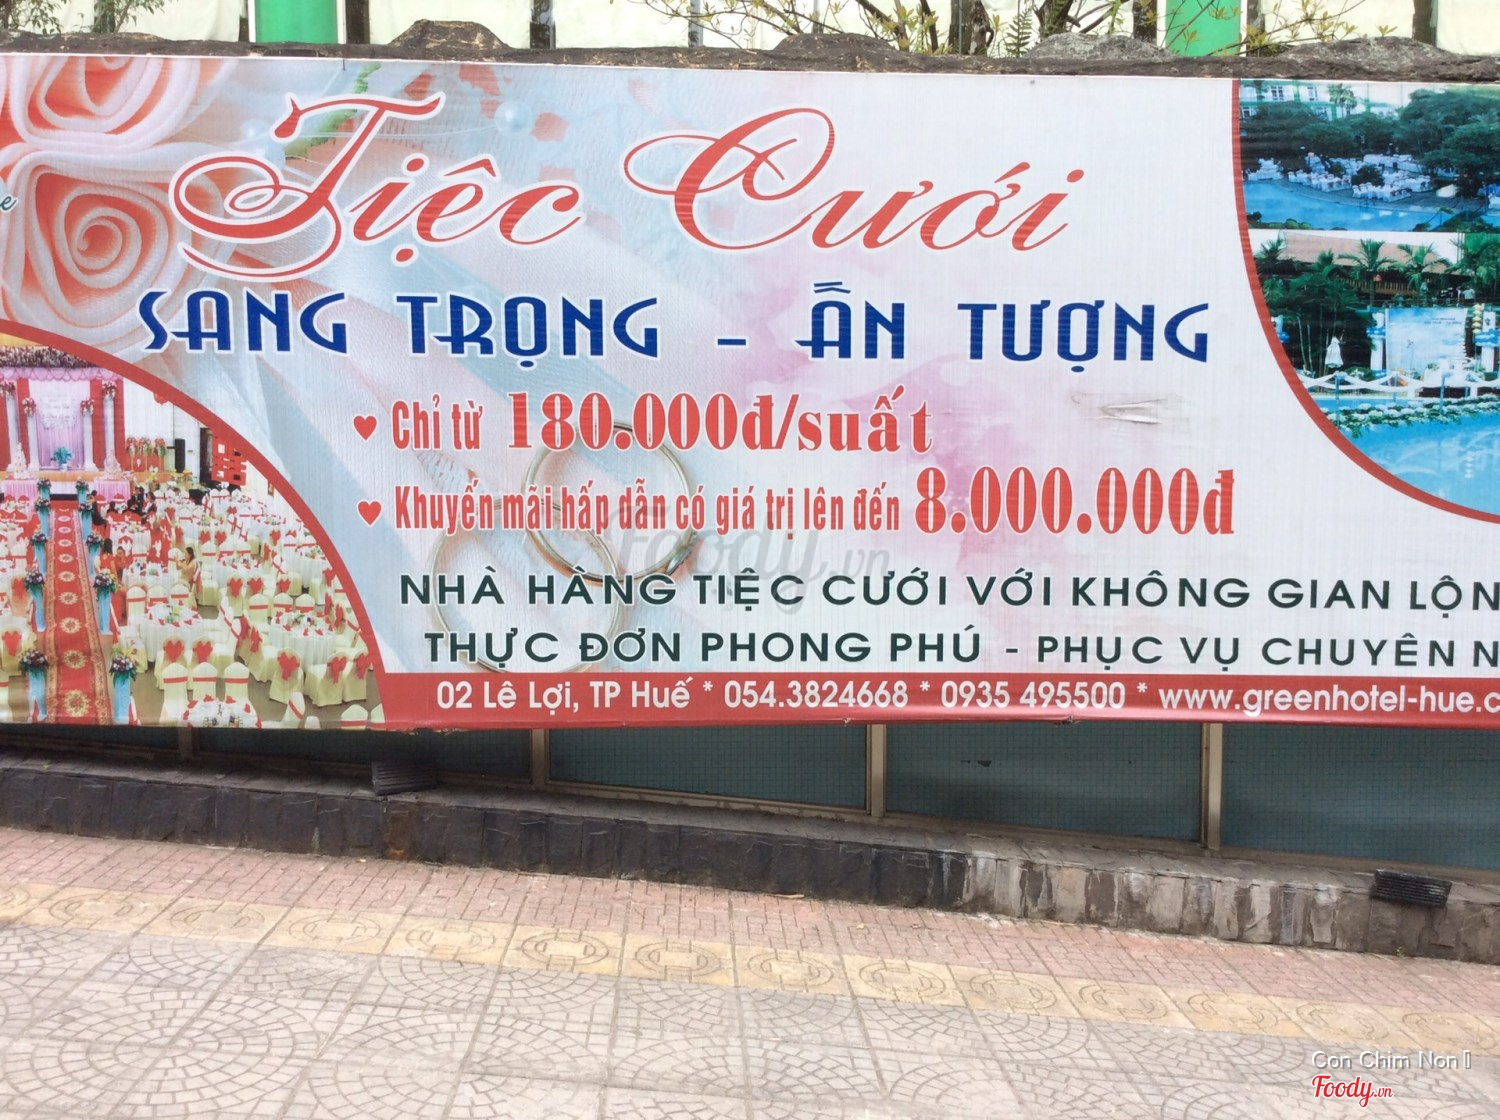 Tiệc Cưới
SANG TRỌNG - ẤN TƯỢNG
Chỉ từ 180.000đ/suất
Khuyến mãi hấp dẫn có giá trị lên đến 8.000.000đ
NHÀ HÀNG TIỆC CƯỚI VỚI KHÔNG GIAN LỘN
THỰC ĐƠN PHONG PHÚ - PHỤC VỤ CHUYÊN N
02 Lê Lợi, TP Huế * 054.3824668 * 0935 495500 * www.greenhotel-hue.c
Foody.vn
Con Chim Non
Foody.vn